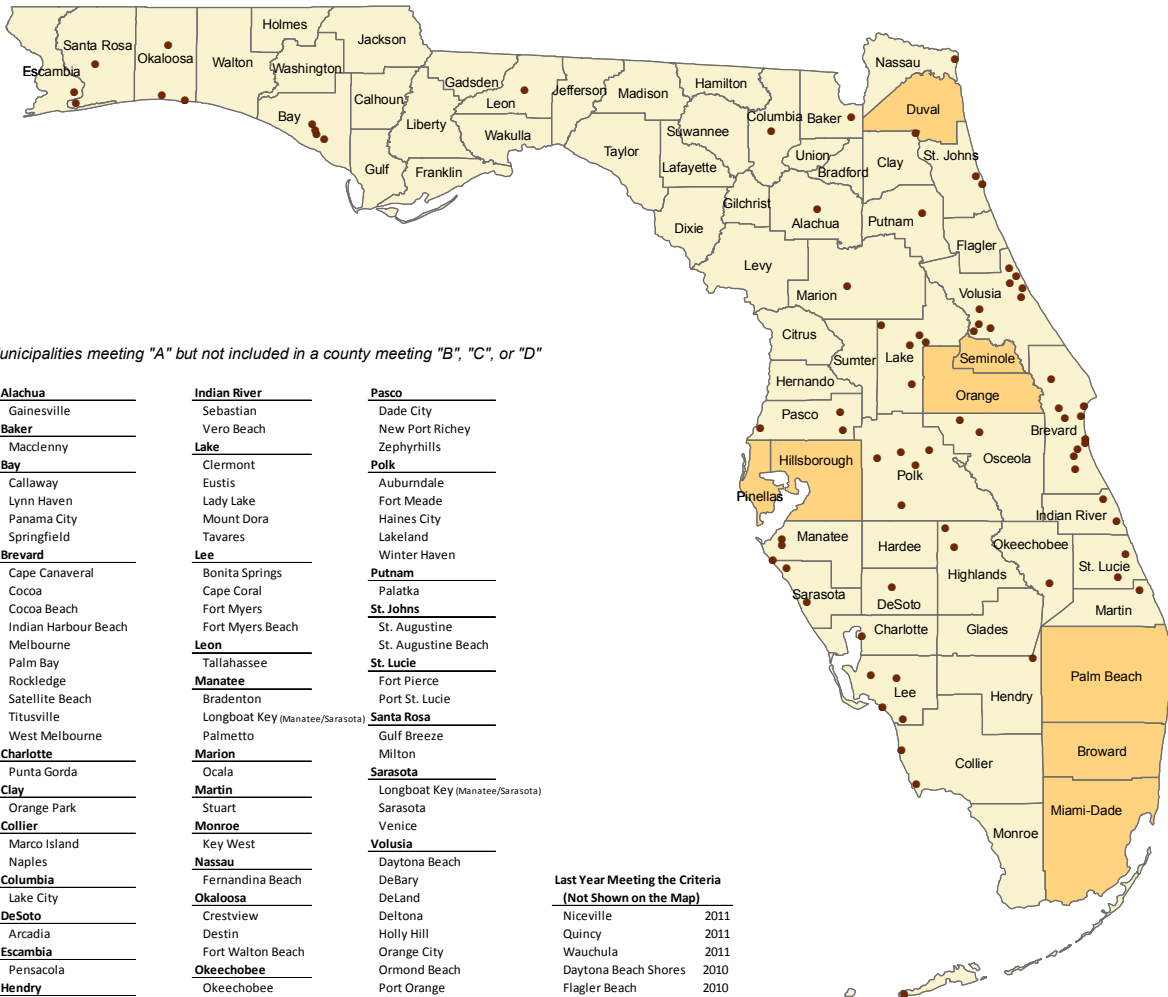 Holmes
Jackson
Santa Rosa
Okaloosa
Walton
Washington
Escambia
Nassau
Gadsden
Jefferson
Madison
Hamilton
Calhoun
Leon
Duval
Bay
Liberty
Columbia
Baker
Wakulla
Suwannee
Taylor
Union
St. Johns
Gulf
Franklin
Lafayette
Bradford
Clay
Gilchrist
Dixie
Alachua
Putnam
Flagler
Levy
Marion
Volusia
Citrus
Sumter
Lake
Seminole
Hernando
Orange
Pasco
Brevard
Hillsborough
Osceola
Polk
Pinellas
Indian River
Manatee
Hardee
Okeechobee
St. Lucie
Highlands
Sarasota
DeSoto
Martin
Charlotte
Glades
Palm Beach
Lee
Hendry
Broward
Collier
Miami-Dade
Monroe
unicipalities meeting "A" but not included in a county meeting "B", "C", or "D"
Alachua
Gainesville
Baker
Macclenny
Bay
Callaway
Lynn Haven
Panama City
Springfield
Brevard
Cape Canaveral
Cocoa
Cocoa Beach
Indian Harbour Beach
Melbourne
Palm Bay
Rockledge
Satellite Beach
Titusville
West Melbourne
Charlotte
Punta Gorda
Clay
Orange Park
Collier
Marco Island
Naples
Columbia
Lake City
DeSoto
Arcadia
Escambia
Pensacola
Hendry
Indian River
Sebastian
Vero Beach
Lake
Clermont
Eustis
Lady Lake
Mount Dora
Tavares
Lee
Bonita Springs
Cape Coral
Fort Myers
Fort Myers Beach
Leon
Tallahassee
Manatee
Bradenton
Longboat Key (Manatee/Sarasota)
Palmetto
Marion
Ocala
Martin
Stuart
Monroe
Key West
Nassau
Fernandina Beach
Okaloosa
Crestview
Destin
Fort Walton Beach
Okeechobee
Okeechobee
Pasco
Dade City
New Port Richey
Zephyrhills
Polk
Auburndale
Fort Meade
Haines City
Lakeland
Winter Haven
Putnam
Palatka
St. Johns
St. Augustine
St. Augustine Beach
St. Lucie
Fort Pierce
Port St. Lucie
Santa Rosa
Gulf Breeze
Milton
Sarasota
Longboat Key (Manatee/Sarasota)
Sarasota
Venice
Volusia
Daytona Beach
DeBary
DeLand
Deltona
Holly Hill
Orange City
Ormond Beach
Port Orange
Last Year Meeting the Criteria
(Not Shown on the Map)
Niceville 2011
Quincy 2011
Wauchula 2011
Daytona Beach Shores 2010
Flagler Beach 2010